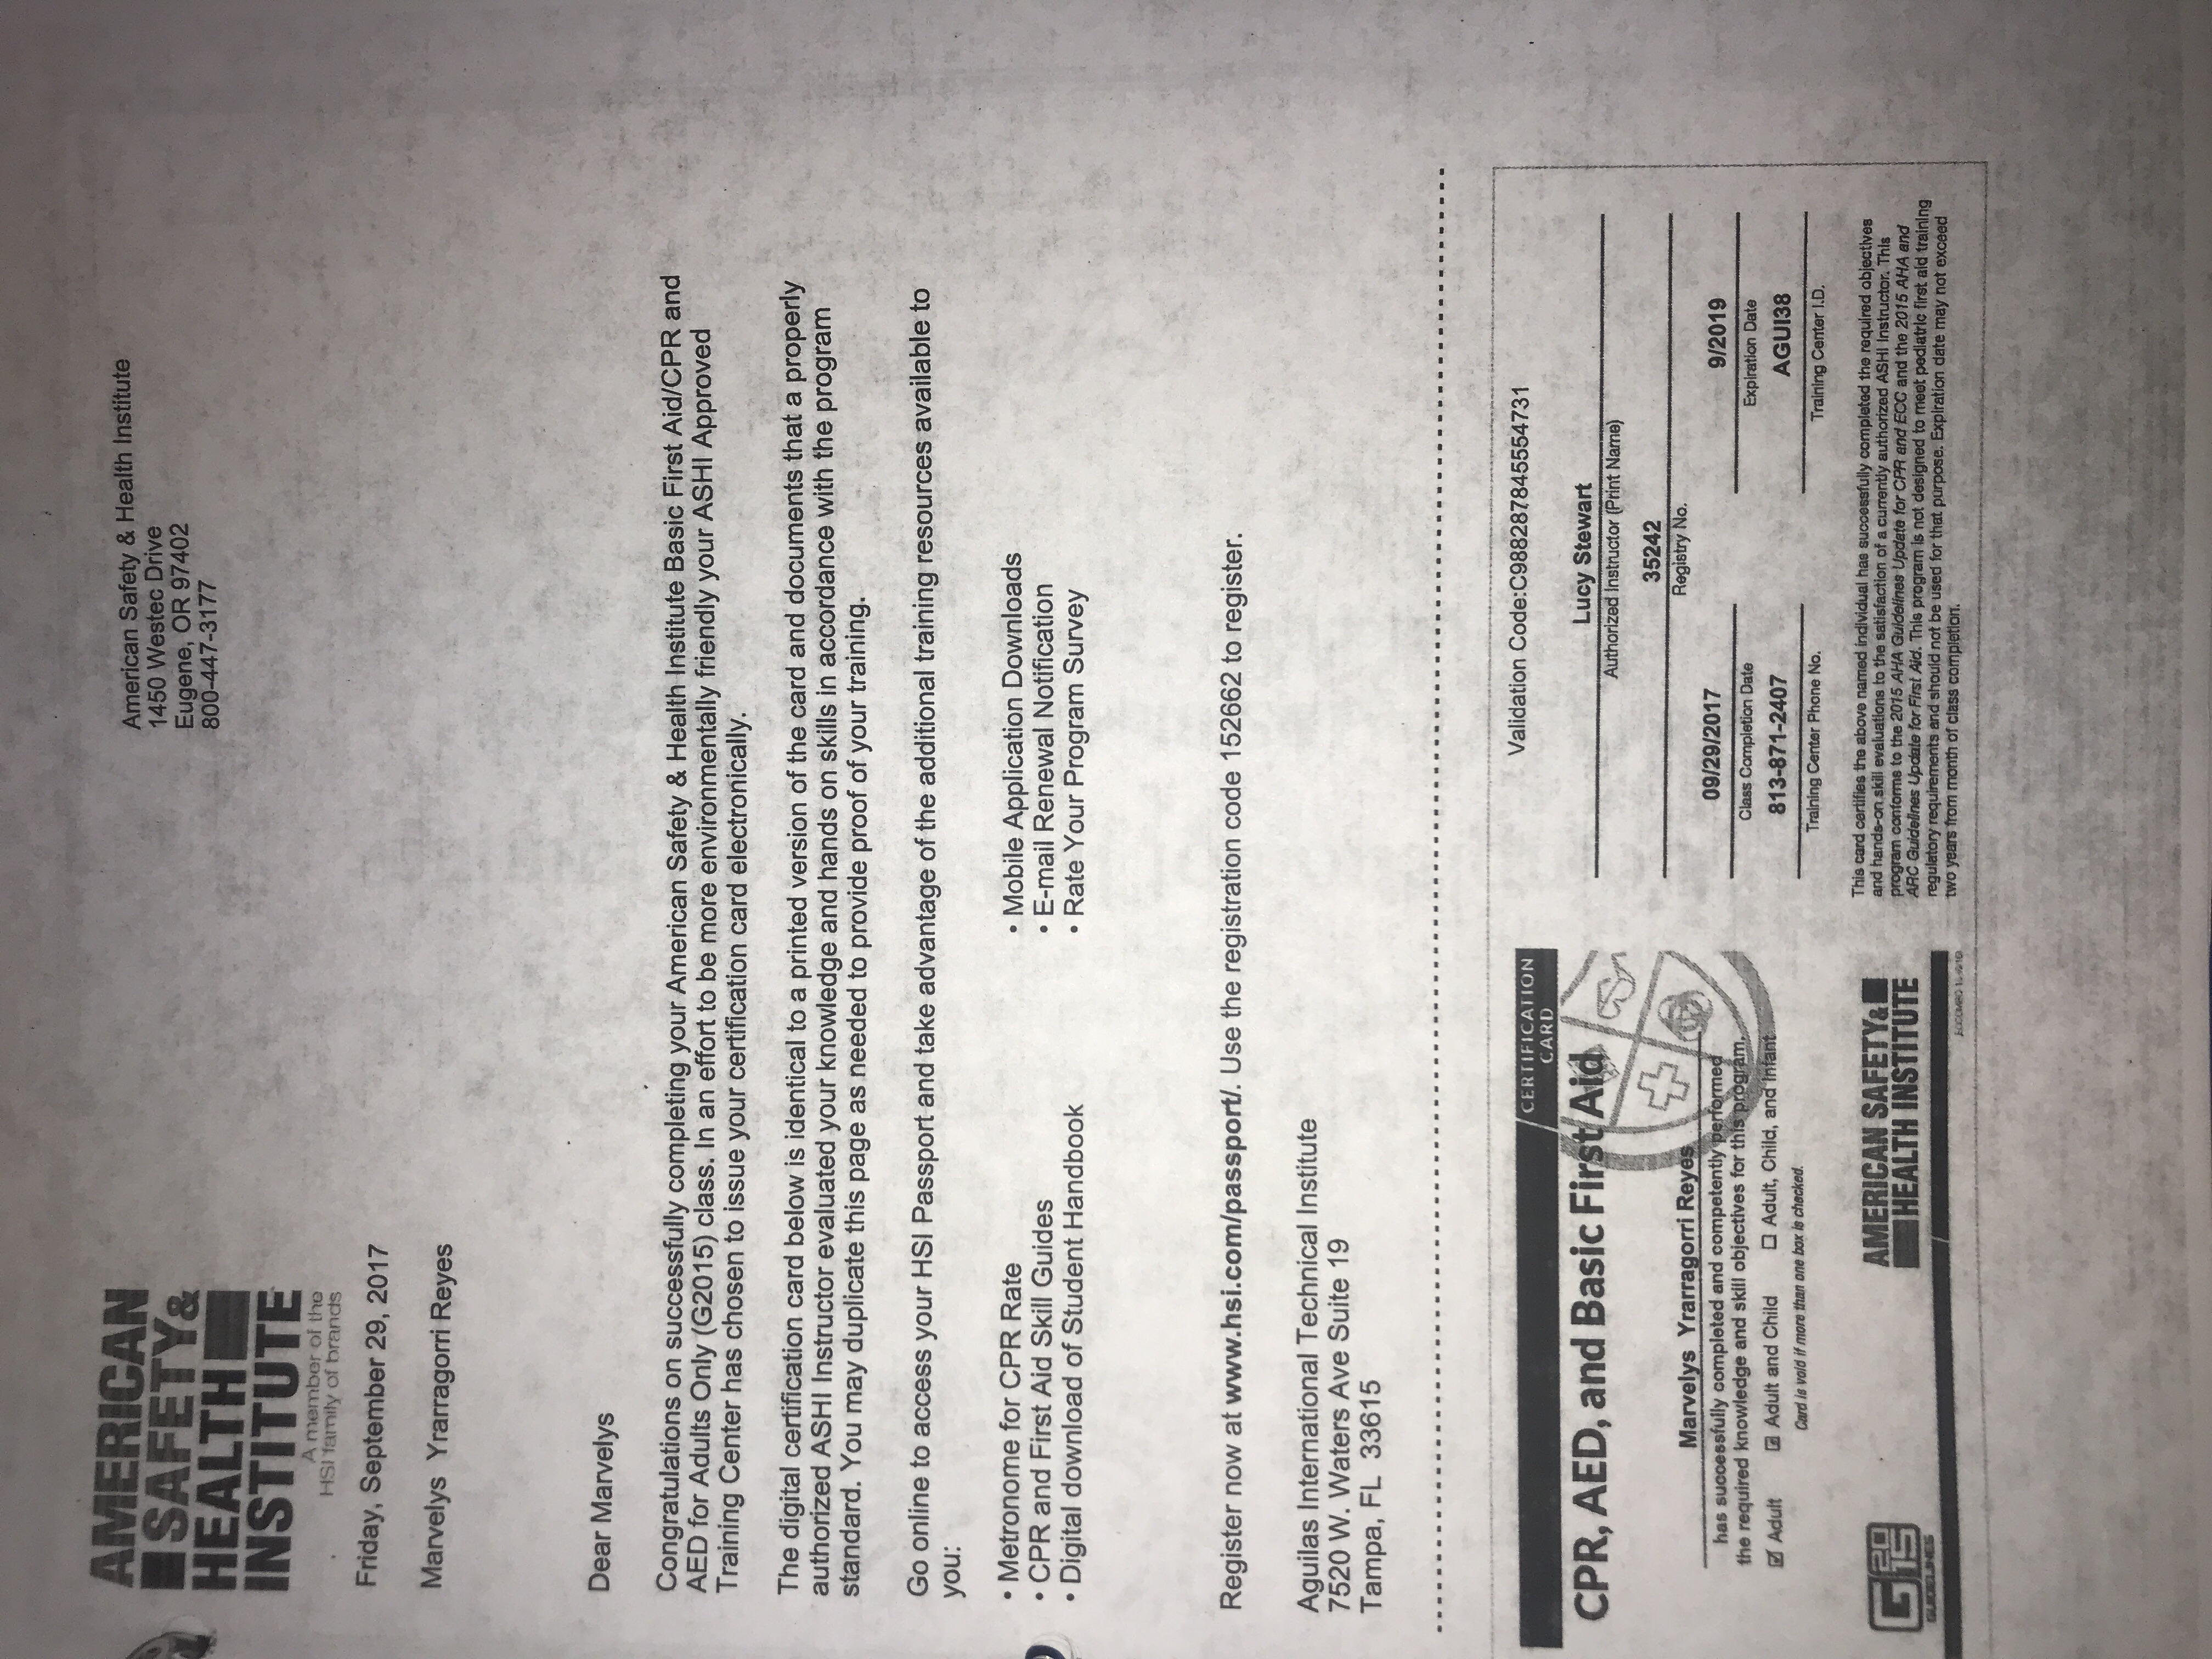 AMERICAN
SAFETY&
HEALTH
INSTITUTE
A member of the
HSI family of brands
American Safety & Health Institute
1450 Westec Drive
Eugene, OR 97402
800-447-3177
Friday, September 29, 2017
Marvelys  Yrarragorri Reyes
Dear Marvelys
Congratulations on successfully completing your American Safety & Health Institute Basic First Aid/CPR and
AED for Adults Only (G2015) class. In an effort to be more environmentally friendly your ASHI Approved
Training Center has chosen to issue your certification card electronically.
The digital certification card below is identical to a printed version of the card and documents that a properly
authorized ASHI Instructor evaluated your knowledge and hands on skills in accordance with the program
standard. You may duplicate this page as needed to provide proof of your training.
Go online to access your HSI Passport and take advantage of the additional training resources available to
you:
• Metronome for CPR Rate
• CPR and First Aid Skill Guides
• Digital download of Student Handbook
• Mobile Application Downloads
• E-mail Renewal Notification
• Rate Your Program Survey
Register now at www.hsi.com/passport/. Use the registration code 152662 to register.
Aguilas International Technical Institute
7520 W. Waters Ave Suite 19
Tampa, FL  33615
CERTIFICATION
CARD
CPR, AED, and Basic First Aid
Marvelys  Yrarragorri Reyes
has successfully completed and competently performed
the required knowledge and skill objectives for this program.
☑ Adult ☑ Adult and Child ☐ Adult, Child, and Infant
Card is void if more than one box is checked.
G2015
GUIDELINES
AMERICAN SAFETY&
HEALTH INSTITUTE
Validation Code:C988287845554731
Lucy Stewart
Authorized Instructor (Print Name)
35242
Registry No.
09/29/2017 9/2019
Class Completion Date Expiration Date
813-871-2407 AGUI38
Training Center Phone No. Training Center I.D.
This card certifies the above named individual has successfully completed the required objectives
and hands-on skill evaluations to the satisfaction of a currently authorized ASHI Instructor. This
program conforms to the 2015 AHA Guidelines Update for CPR and ECC and the 2015 AHA and
ARC Guidelines Update for First Aid. This program is not designed to meet pediatric first aid training
regulatory requirements and should not be used for that purpose. Expiration date may not exceed
two years from month of class completion.